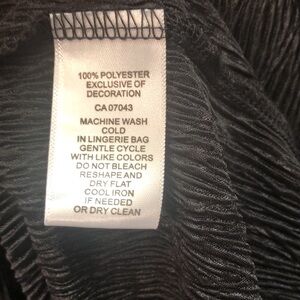 100% POLYESTER
EXCLUSIVE OF
DECORATION
CA 07043
MACHINE WASH
COLD
IN LINGERIE BAG
GENTLE CYCLE
WITH LIKE COLORS
DO NOT BLEACH
RESHAPE AND
DRY FLAT
COOL IRON
IF NEEDED
OR DRY CLEAN